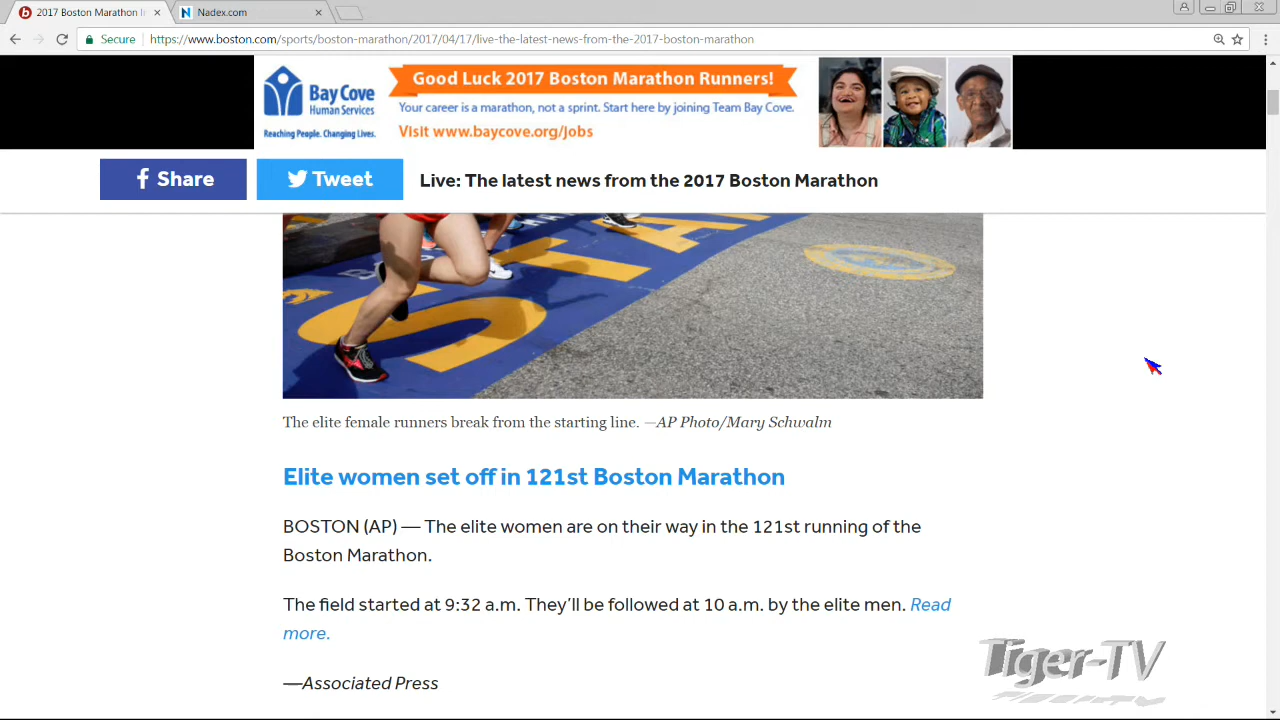 2017 Boston Marathon
Nadex.com
Secure
https://www.boston.com/sports/boston-marathon/2017/04/17/live-the-latest-news-from-the-2017-boston-marathon
Bay Cove
Human Services
Reaching People. Changing Lives.
Good Luck 2017 Boston Marathon Runners!
Your career is a marathon, not a sprint. Start here by joining Team Bay Cove.
Visit www.baycove.org/jobs
Share
Tweet
Live: The latest news from the 2017 Boston Marathon
STA
The elite female runners break from the starting line. —AP Photo/Mary Schwalm
Elite women set off in 121st Boston Marathon
BOSTON (AP) — The elite women are on their way in the 121st running of the
Boston Marathon.
The field started at 9:32 a.m. They’ll be followed at 10 a.m. by the elite men. Read
more.
—Associated Press
Tiger-TV